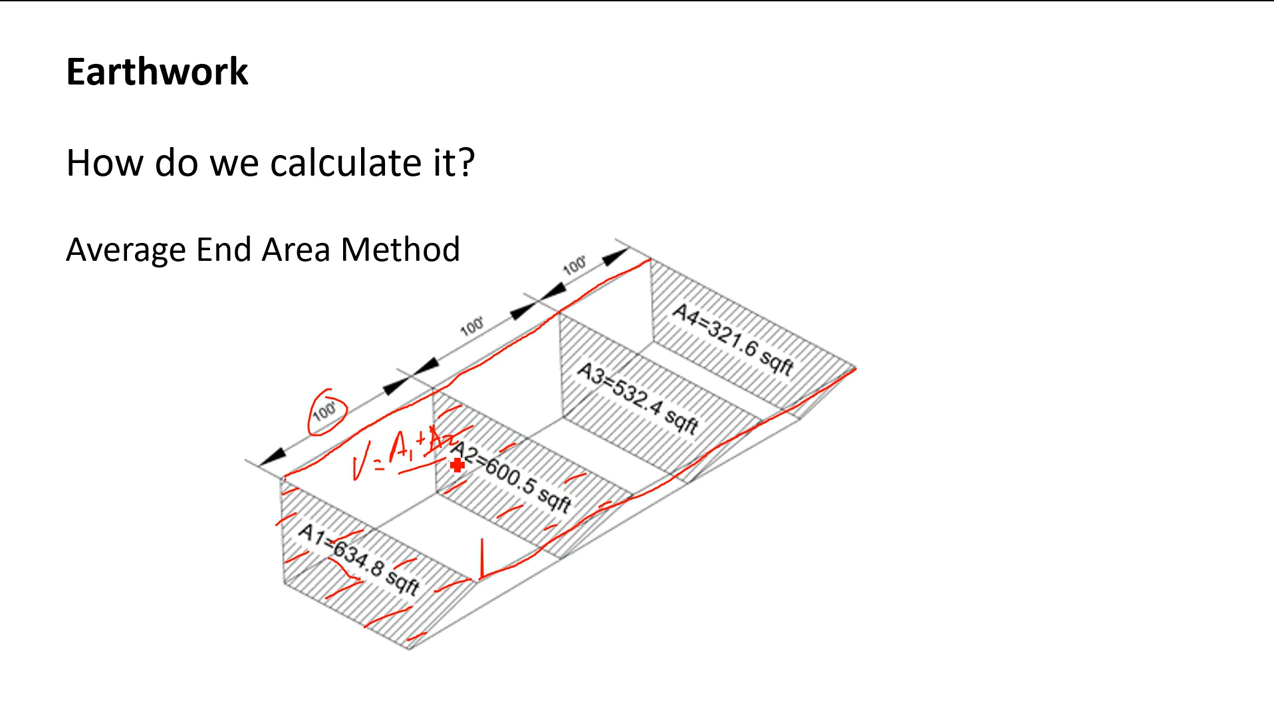 Earthwork
How do we calculate it?
Average End Area Method
100'
100'
100'
100'
A4=321.6 sqft
A3=532.4 sqft
V=A₁+A₂
A2=600.5 sqft
A1=634.8 sqft